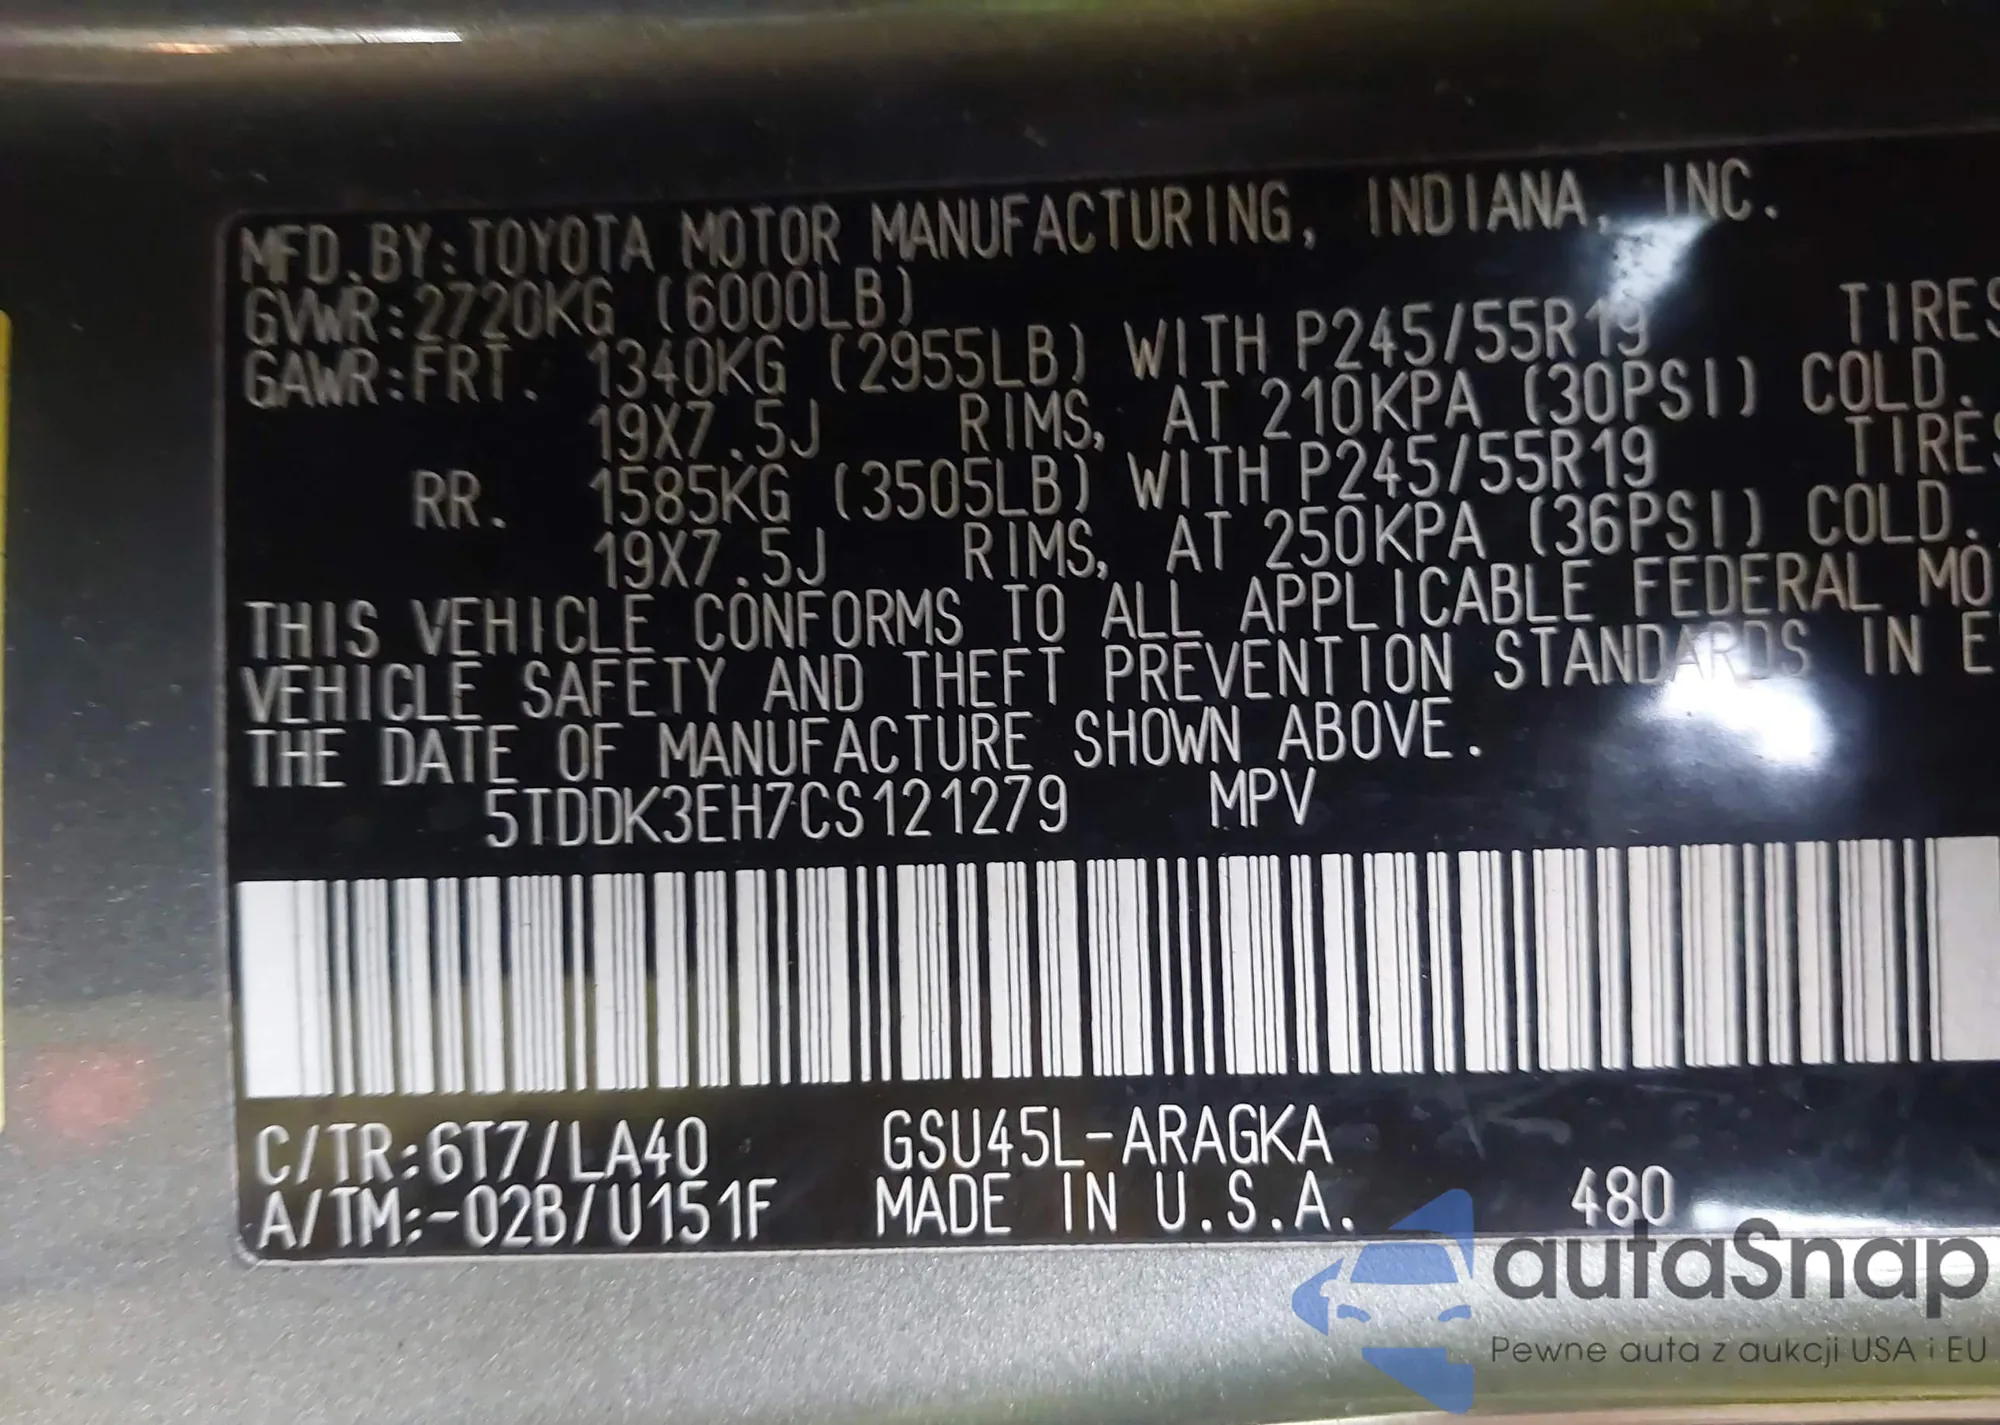 MFD.BY:TOYOTA MOTOR MANUFACTURING, INDIANA, INC.
GVWR:2720KG (6000LB)
GAWR:FRT. 1340KG (2955LB) WITH P245/55R19 TIRES
19X7.5J RIMS, AT 210KPA (30PSI) COLD.
RR. 1585KG (3505LB) WITH P245/55R19 TIRES
19X7.5J RIMS, AT 250KPA (36PSI) COLD.
THIS VEHICLE CONFORMS TO ALL APPLICABLE FEDERAL MO
VEHICLE SAFETY AND THEFT PREVENTION STANDARDS IN E
THE DATE OF MANUFACTURE SHOWN ABOVE.
5TDDK3EH7CS121279 MPV
C/TR:6T7/LA40 GSU45L-ARAGKA
A/TM:-02B/U151F MADE IN U.S.A. 480
autaSnap
Pewne auta z aukcji USA i EU